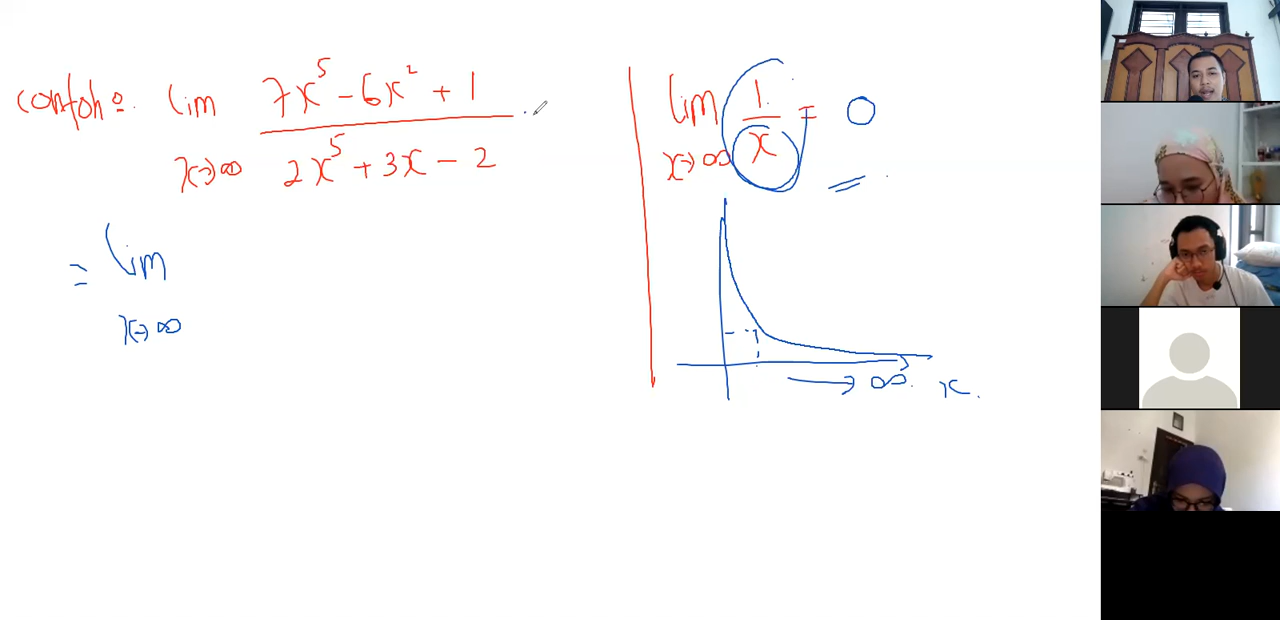 Contoh: lim 7x⁵ - 6x² + 1
x→∞ 2x⁵ + 3x - 2
= lim
x→∞
lim 1 = 0
x→∞ x
→ ∞ x